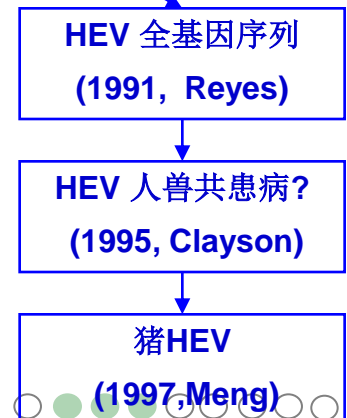 HEV 全基因序列
(1991, Reyes)
HEV 人兽共患病?
(1995, Clayson)
猪HEV
(1997,Meng)